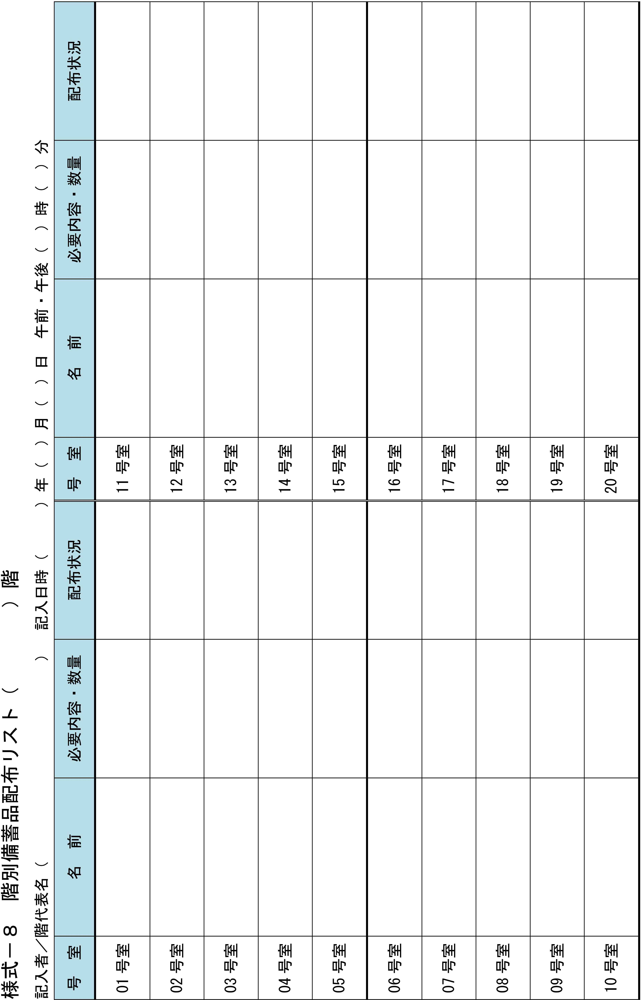 様式－８　階別備蓄品配布リスト（　　　　）階
記入者／階代表名（　　　　　　　　　　）　記入日時（　　　）年（　）月（　）日　午前・午後（　）時（　）分
号　室　名　前　必要内容・数量　配布状況　号　室　名　前　必要内容・数量　配布状況
01 号室　11 号室
02 号室　12 号室
03 号室　13 号室
04 号室　14 号室
05 号室　15 号室
06 号室　16 号室
07 号室　17 号室
08 号室　18 号室
09 号室　19 号室
10 号室　20 号室